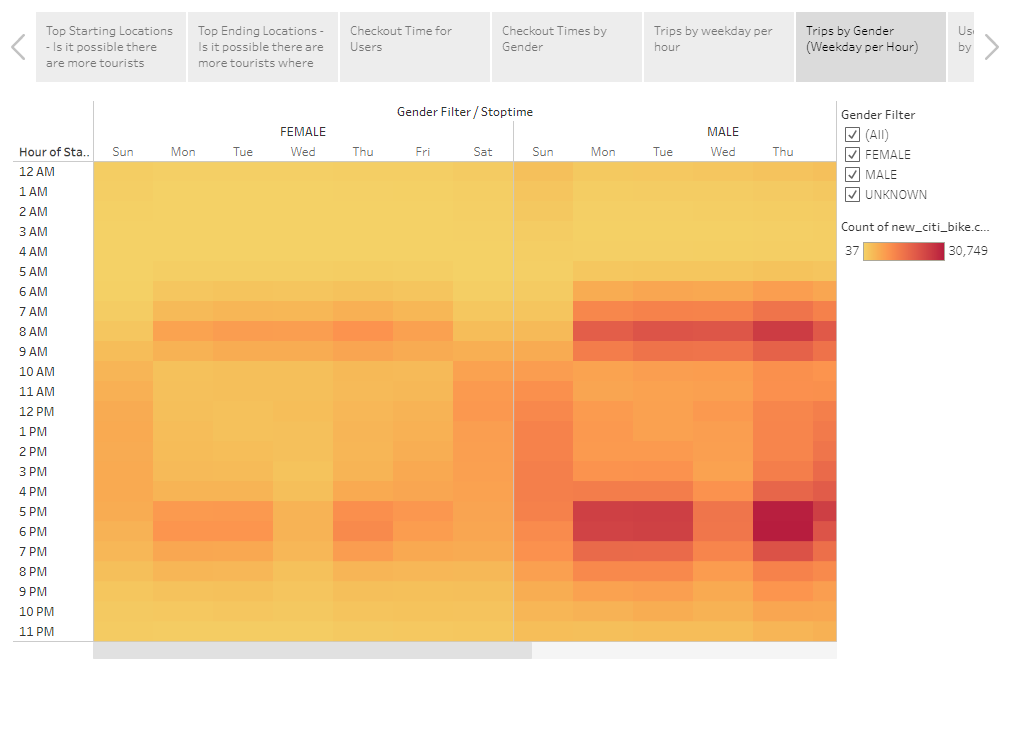 Top Starting Locations
- Is it possible there
are more tourists
Top Ending Locations -
Is it possible there are
more tourists where
Checkout Time for
Users
Checkout Times by
Gender
Trips by weekday per
hour
Trips by Gender
(Weekday per Hour)
by
Gender Filter / Stoptime
FEMALE
MALE
Hour of Sta..
Sun Mon Tue Wed Thu Fri Sat Sun Mon Tue Wed Thu
12 AM
1 AM
2 AM
3 AM
4 AM
5 AM
6 AM
7 AM
8 AM
9 AM
10 AM
11 AM
12 PM
1 PM
2 PM
3 PM
4 PM
5 PM
6 PM
7 PM
8 PM
9 PM
10 PM
11 PM
Gender Filter
(All)
FEMALE
MALE
UNKNOWN
Count of new_citi_bike.c...
37 30,749